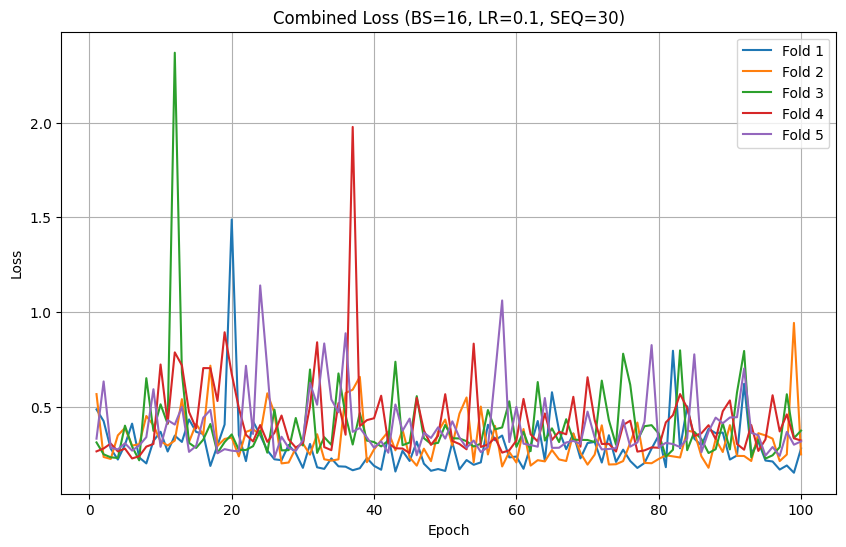 Combined Loss (BS=16, LR=0.1, SEQ=30)
Fold 1
Fold 2
Fold 3
Fold 4
Fold 5
Loss
2.0
1.5
1.0
0.5
0 20 40 60 80 100
Epoch